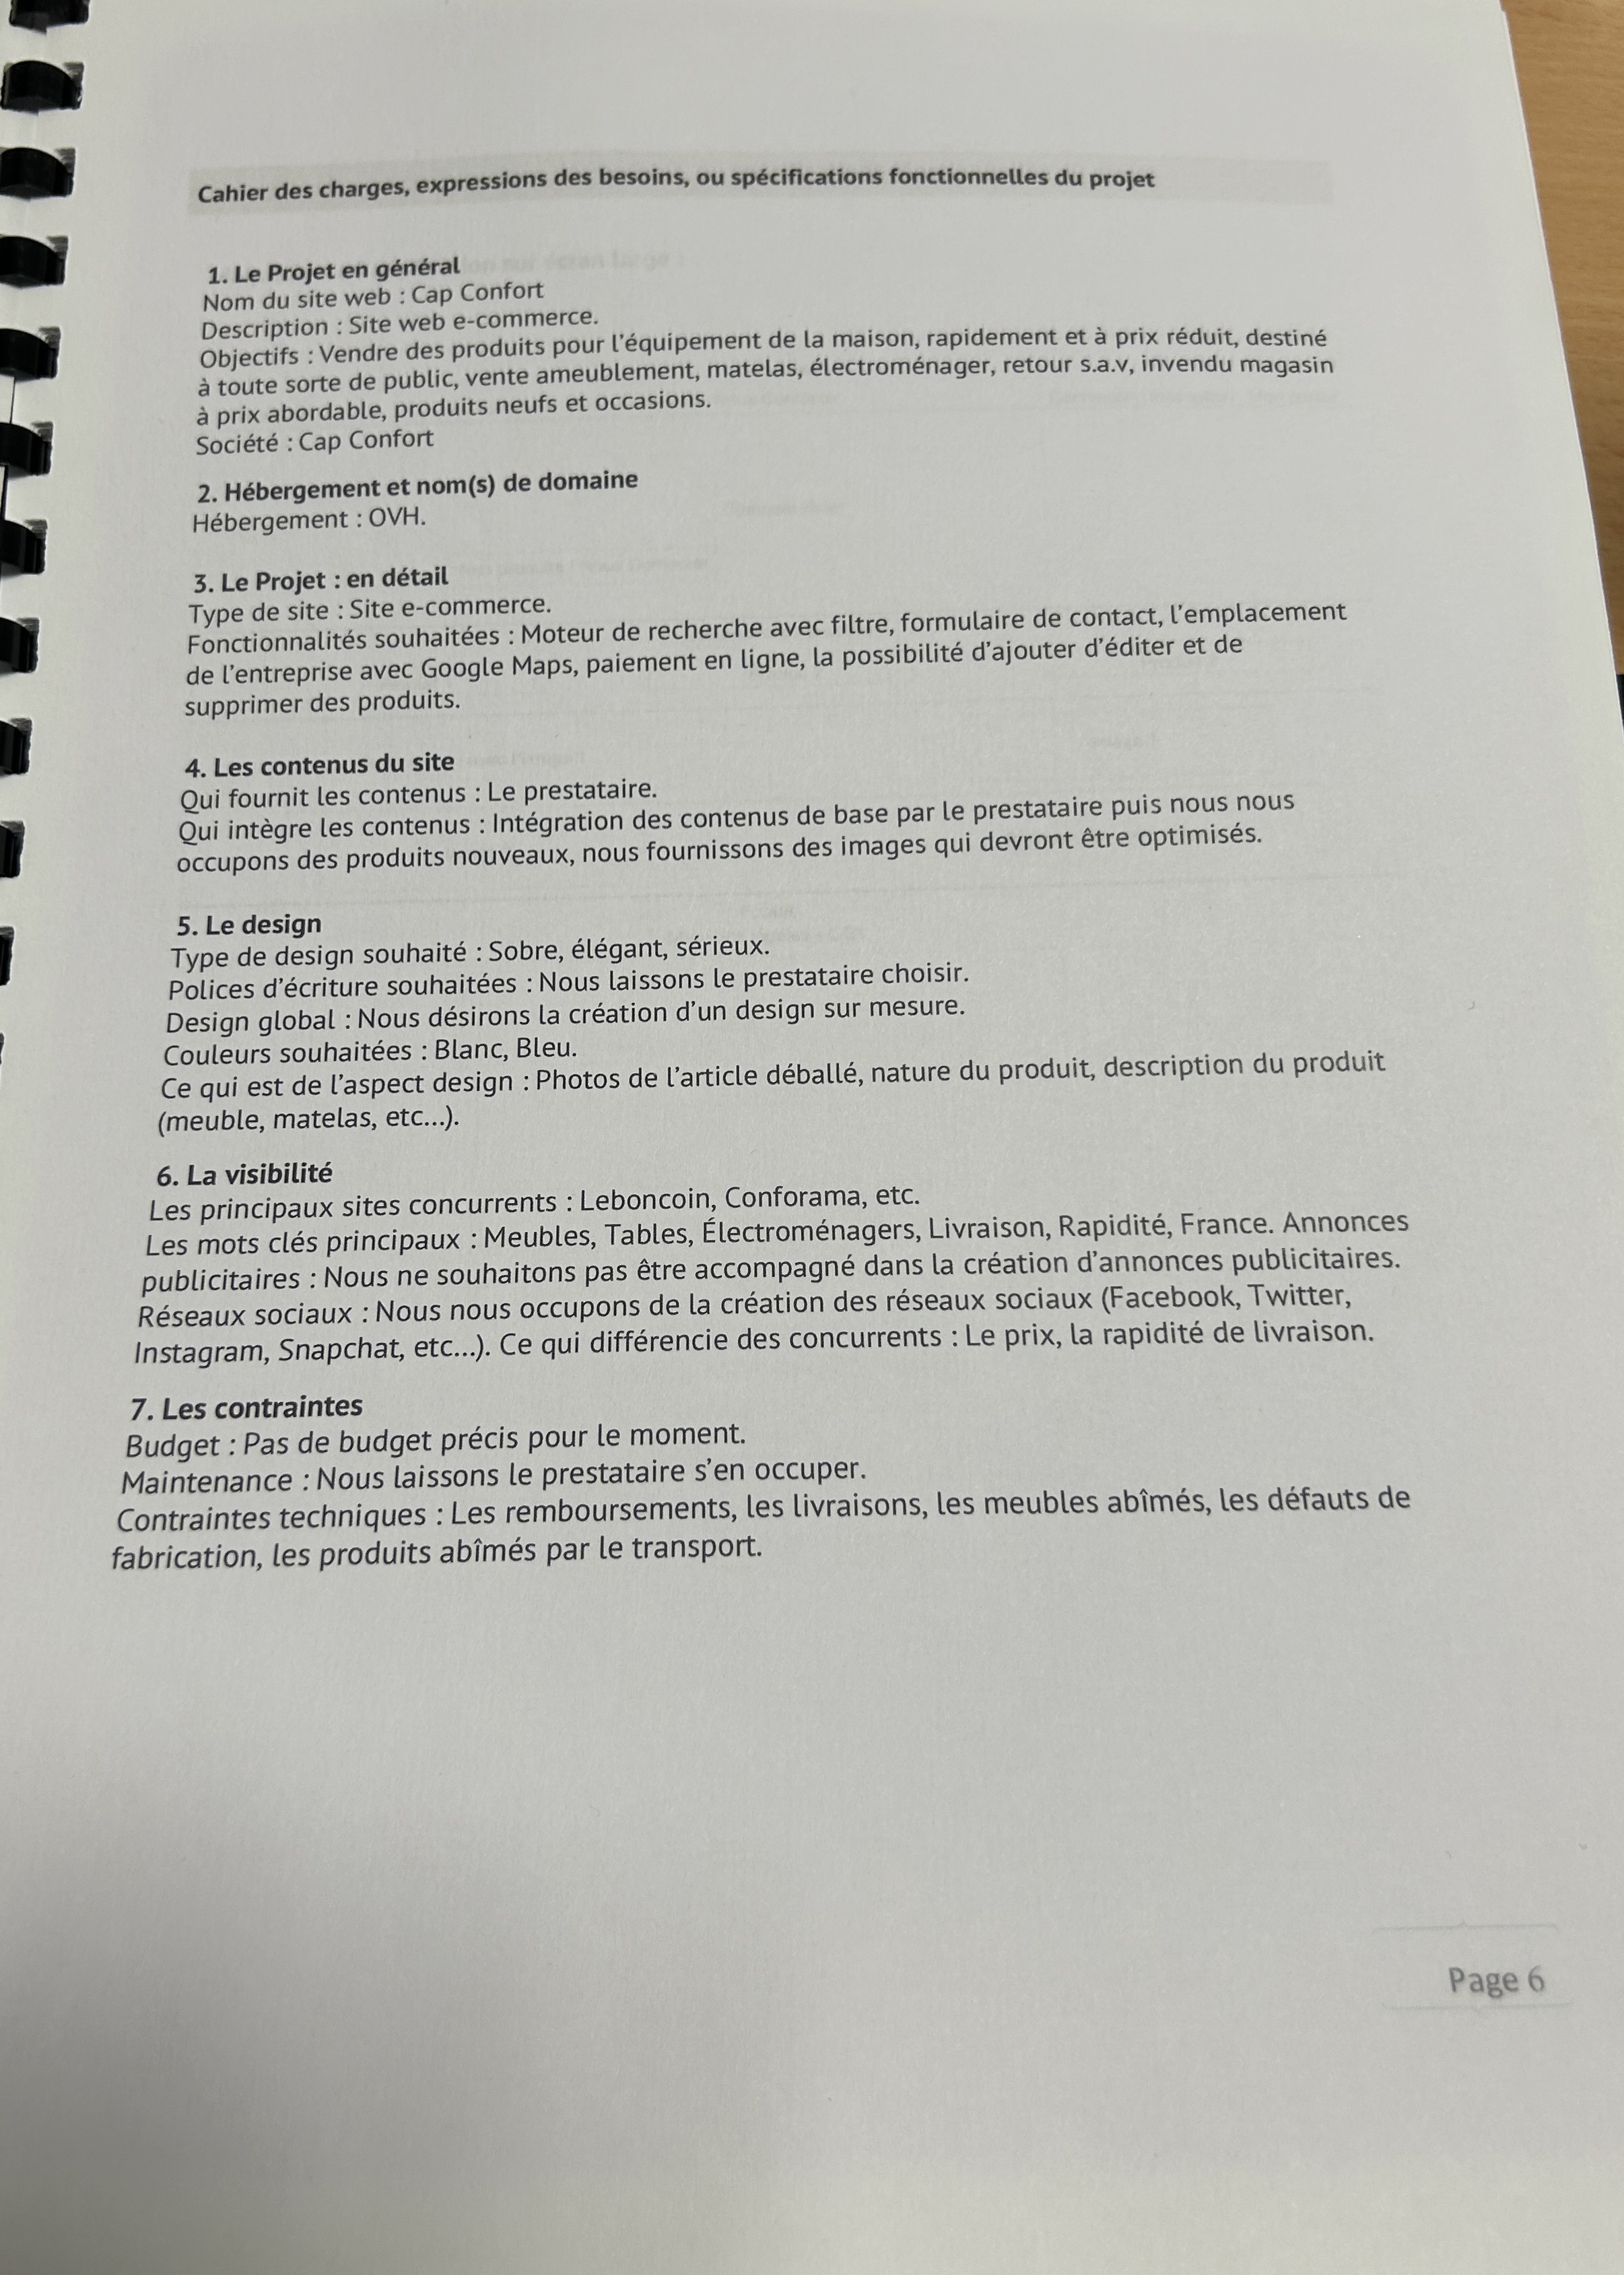 Cahier des charges, expressions des besoins, ou spécifications fonctionnelles du projet
1. Le Projet en général
Nom du site web : Cap Confort
Description : Site web e-commerce.
Objectifs : Vendre des produits pour l'équipement de la maison, rapidement et à prix réduit, destiné
à toute sorte de public, vente ameublement, matelas, électroménager, retour s.a.v, invendu magasin
à prix abordable, produits neufs et occasions.
Société : Cap Confort
2. Hébergement et nom(s) de domaine
Hébergement : OVH.
3. Le Projet : en détail
Type de site : Site e-commerce.
Fonctionnalités souhaitées : Moteur de recherche avec filtre, formulaire de contact, l'emplacement
de l'entreprise avec Google Maps, paiement en ligne, la possibilité d'ajouter d'éditer et de
supprimer des produits.
4. Les contenus du site
Qui fournit les contenus : Le prestataire.
Qui intègre les contenus : Intégration des contenus de base par le prestataire puis nous nous
occupons des produits nouveaux, nous fournissons des images qui devront être optimisés.
5. Le design
Type de design souhaité : Sobre, élégant, sérieux.
Polices d'écriture souhaitées : Nous laissons le prestataire choisir.
Design global : Nous désirons la création d'un design sur mesure.
Couleurs souhaitées : Blanc, Bleu.
Ce qui est de l'aspect design : Photos de l'article déballé, nature du produit, description du produit
(meuble, matelas, etc...).
6. La visibilité
Les principaux sites concurrents : Leboncoin, Conforama, etc.
Les mots clés principaux : Meubles, Tables, Électroménagers, Livraison, Rapidité, France. Annonces
publicitaires : Nous ne souhaitons pas être accompagné dans la création d'annonces publicitaires.
Réseaux sociaux : Nous nous occupons de la création des réseaux sociaux (Facebook, Twitter,
Instagram, Snapchat, etc...). Ce qui différencie des concurrents : Le prix, la rapidité de livraison.
7. Les contraintes
Budget : Pas de budget précis pour le moment.
Maintenance : Nous laissons le prestataire s'en occuper.
Contraintes techniques : Les remboursements, les livraisons, les meubles abîmés, les défauts de
fabrication, les produits abîmés par le transport.
Page 6